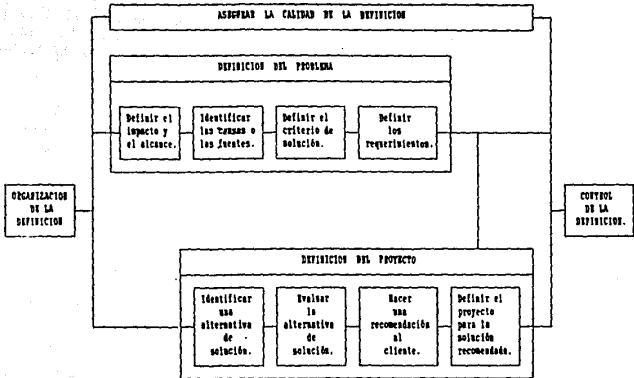 ASEGURAR LA CALIDAD DE LA DEFINICION
DEFINICION DEL PROBLEMA
Definir el
impacto y
el alcance.
Identificar
las causas o
las fuentes.
Definir el
criterio de
solución.
Definir
los
requerimientos.
ORGANIZACION
DE LA
DEFINICION
CONTROL
DE LA
DEFINICION.
DEFINICION DEL PROYECTO
Identificar
una
alternativa
de
solución.
Evaluar
la
alternativa
de
solución.
Hacer
una
recomendación
al
cliente.
Definir el
proyecto
para la
solución
recomendada.